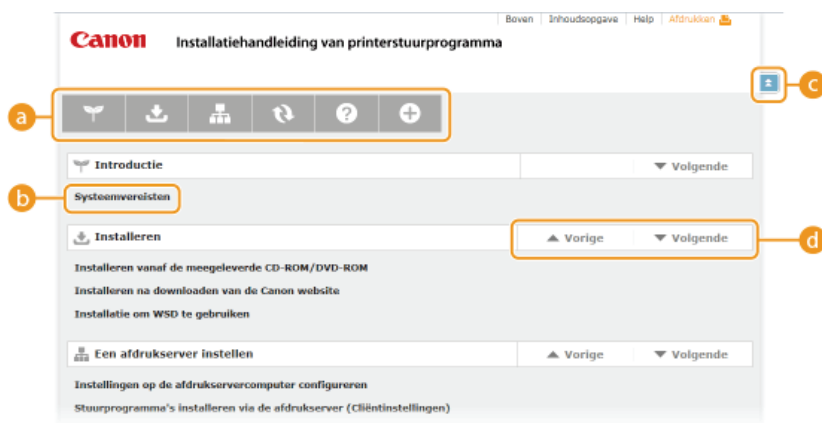 Boven Inhoudsopgave Help Afdrukken
Canon Installatiehandleiding van printerstuurprogramma
c
a
Introductie Volgende
b
Systeemvereisten
Installeren Vorige Volgende
d
Installeren vanaf de meegeleverde CD-ROM/DVD-ROM
Installeren na downloaden van de Canon website
Installatie om WSD te gebruiken
Een afdrukserver instellen Vorige Volgende
Instellingen op de afdrukservercomputer configureren
Stuurprogramma's installeren via de afdrukserver (Cliëntinstellingen)